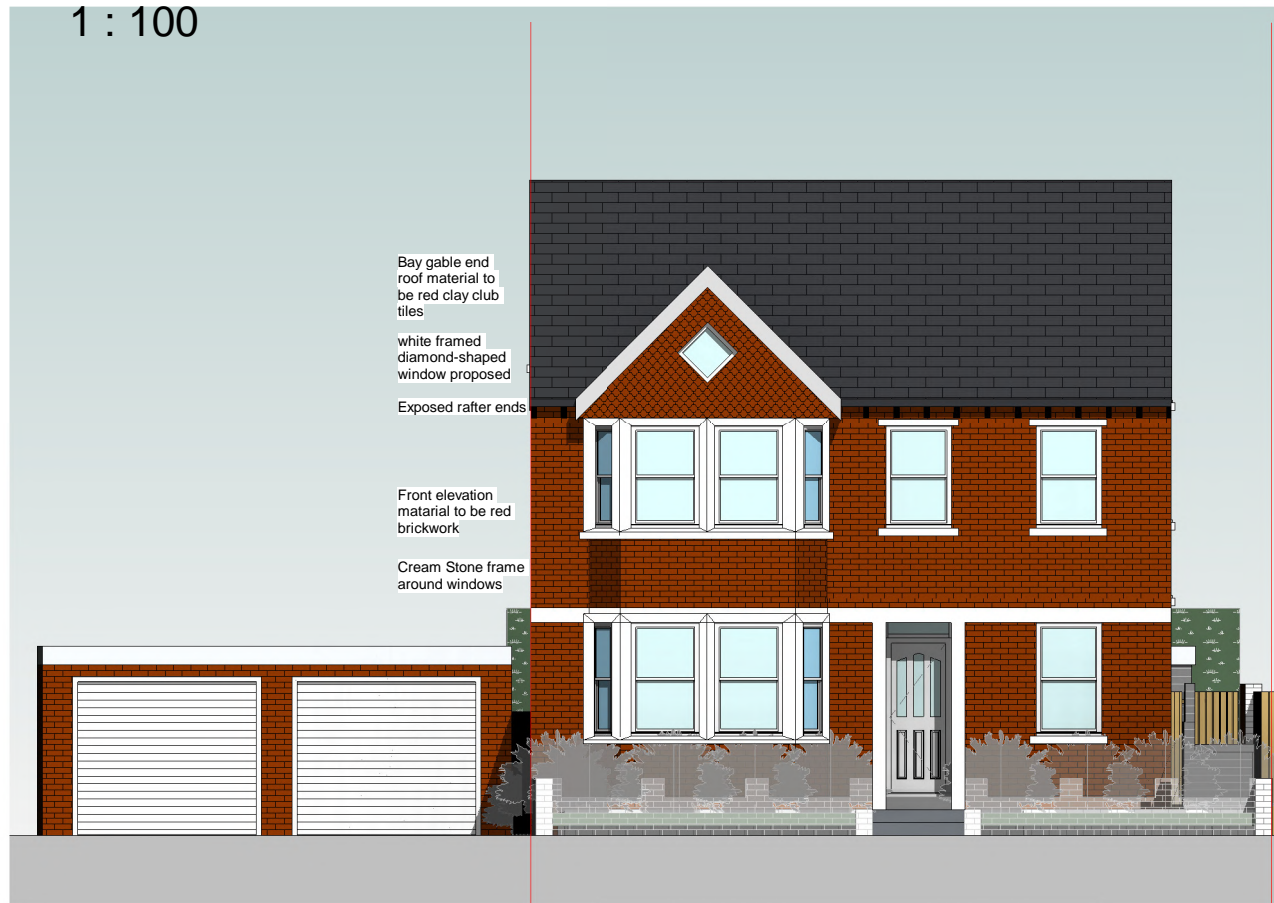 1 : 100
Bay gable end
roof material to
be red clay club
tiles
white framed
diamond-shaped
window proposed
Exposed rafter ends
Front elevation
matarial to be red
brickwork
Cream Stone frame
around windows